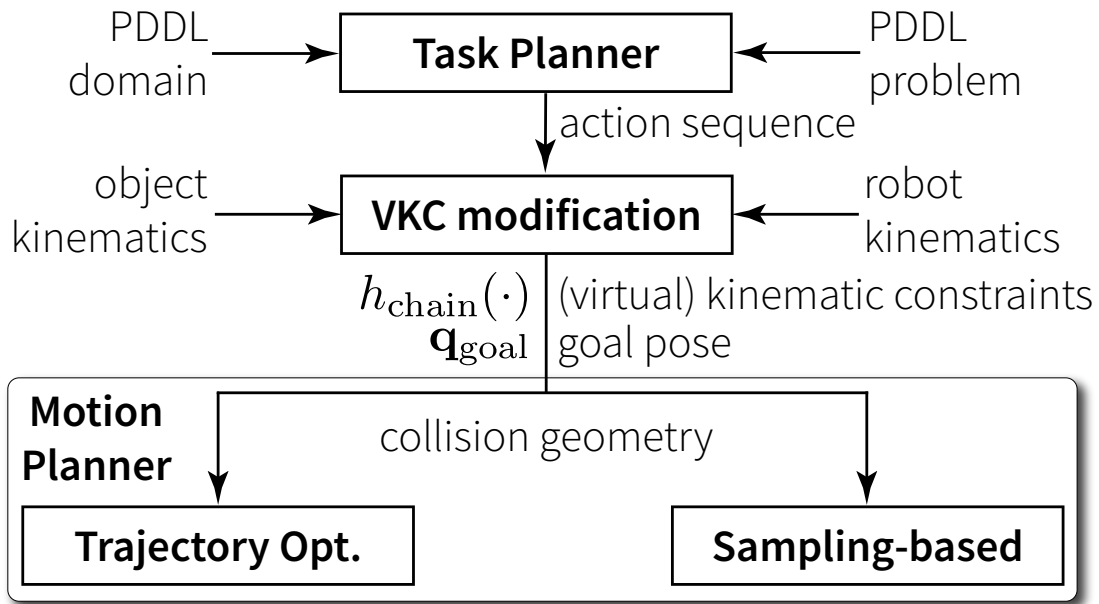 PDDL
domain
Task Planner
PDDL
problem
action sequence
object
kinematics
VKC modification
robot
kinematics
h_chain(·) (virtual) kinematic constraints
q_goal goal pose
Motion
Planner
collision geometry
Trajectory Opt.
Sampling-based